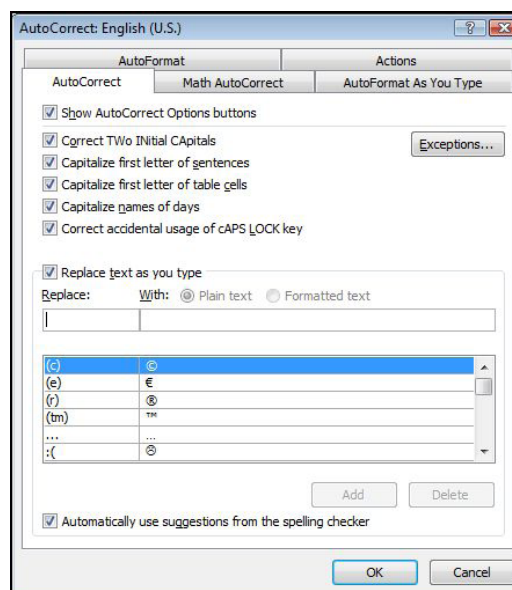 AutoCorrect: English (U.S.)
AutoFormat Actions
AutoCorrect Math AutoCorrect AutoFormat As You Type
Show AutoCorrect Options buttons
Correct TWo INitial CApitals Exceptions...
Capitalize first letter of sentences
Capitalize first letter of table cells
Capitalize names of days
Correct accidental usage of cAPS LOCK key
Replace text as you type
Replace: With: Plain text Formatted text
(c) ©
(e) €
(r) ®
(tm) ™
... ...
:( ☹
Add Delete
Automatically use suggestions from the spelling checker
OK Cancel